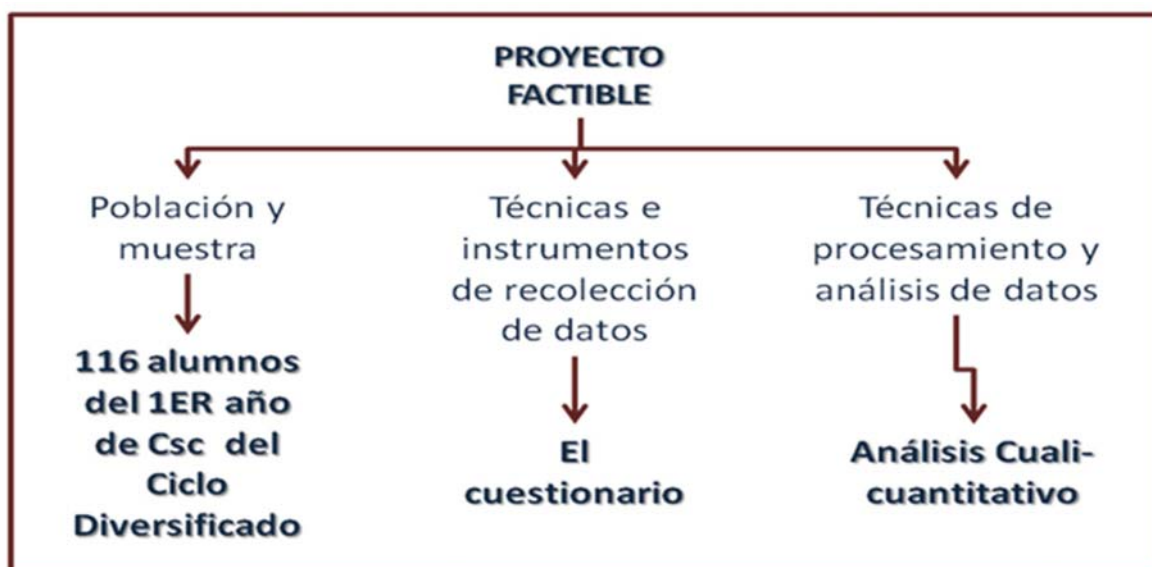 PROYECTO
FACTIBLE
Población y
muestra
116 alumnos
del 1ER año
de Csc del
Ciclo
Diversificado
Técnicas e
instrumentos
de recolección
de datos
El
cuestionario
Técnicas de
procesamiento y
análisis de datos
Análisis Cuali-
cuantitativo